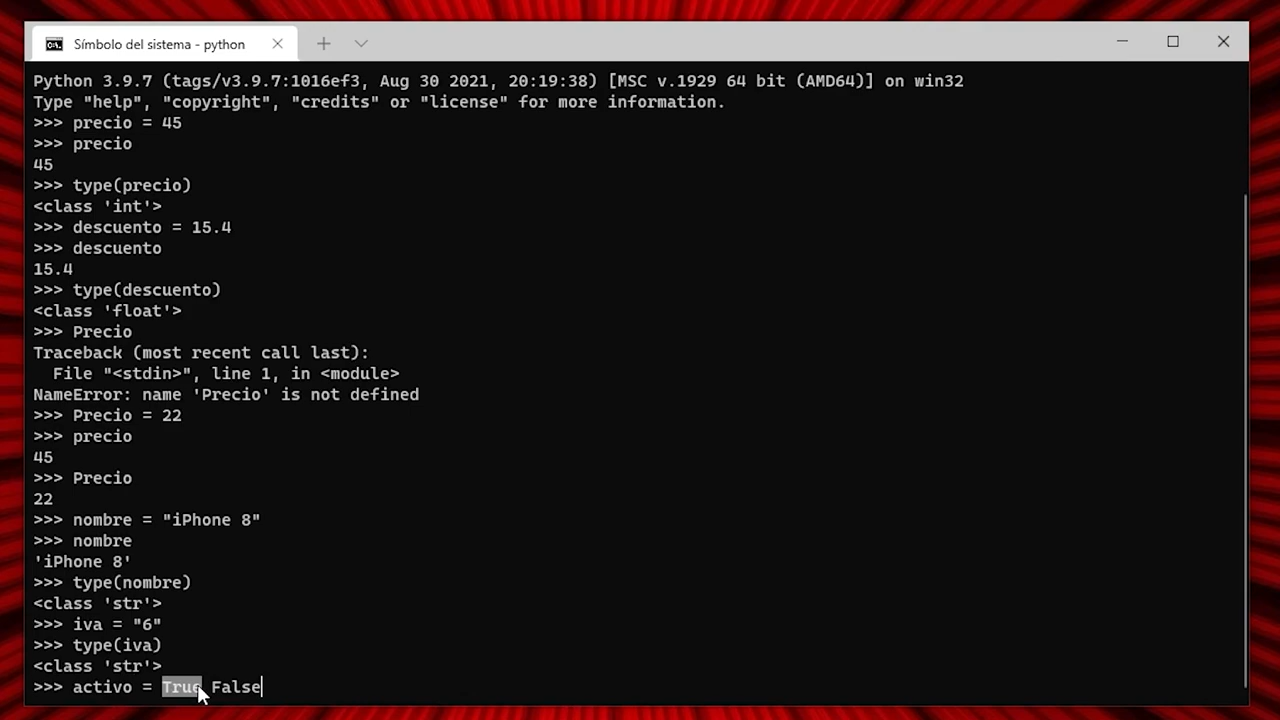 Símbolo del sistema - python
Python 3.9.7 (tags/v3.9.7:1016ef3, Aug 30 2021, 20:19:38) [MSC v.1929 64 bit (AMD64)] on win32
Type "help", "copyright", "credits" or "license" for more information.
>>> precio = 45
>>> precio
45
>>> type(precio)
<class 'int'>
>>> descuento = 15.4
>>> descuento
15.4
>>> type(descuento)
<class 'float'>
>>> Precio
Traceback (most recent call last):
  File "<stdin>", line 1, in <module>
NameError: name 'Precio' is not defined
>>> Precio = 22
>>> precio
45
>>> Precio
22
>>> nombre = "iPhone 8"
>>> nombre
'iPhone 8'
>>> type(nombre)
<class 'str'>
>>> iva = "6"
>>> type(iva)
<class 'str'>
>>> activo = True False